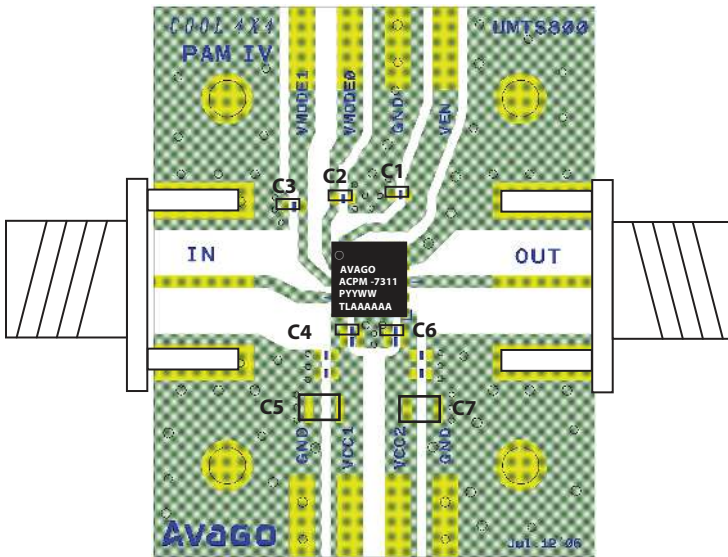 COOL 4X4
UMTS800
PAM IV
VMODE1
VMODE0
GND
VEN
C3
C2
C1
IN
OUT
AVAGO
ACPM -7311
PYYWW
TLAAAAAA
C4
C6
C5
C7
GND
VCC1
VCC2
GND
Avago
Jul 12 06